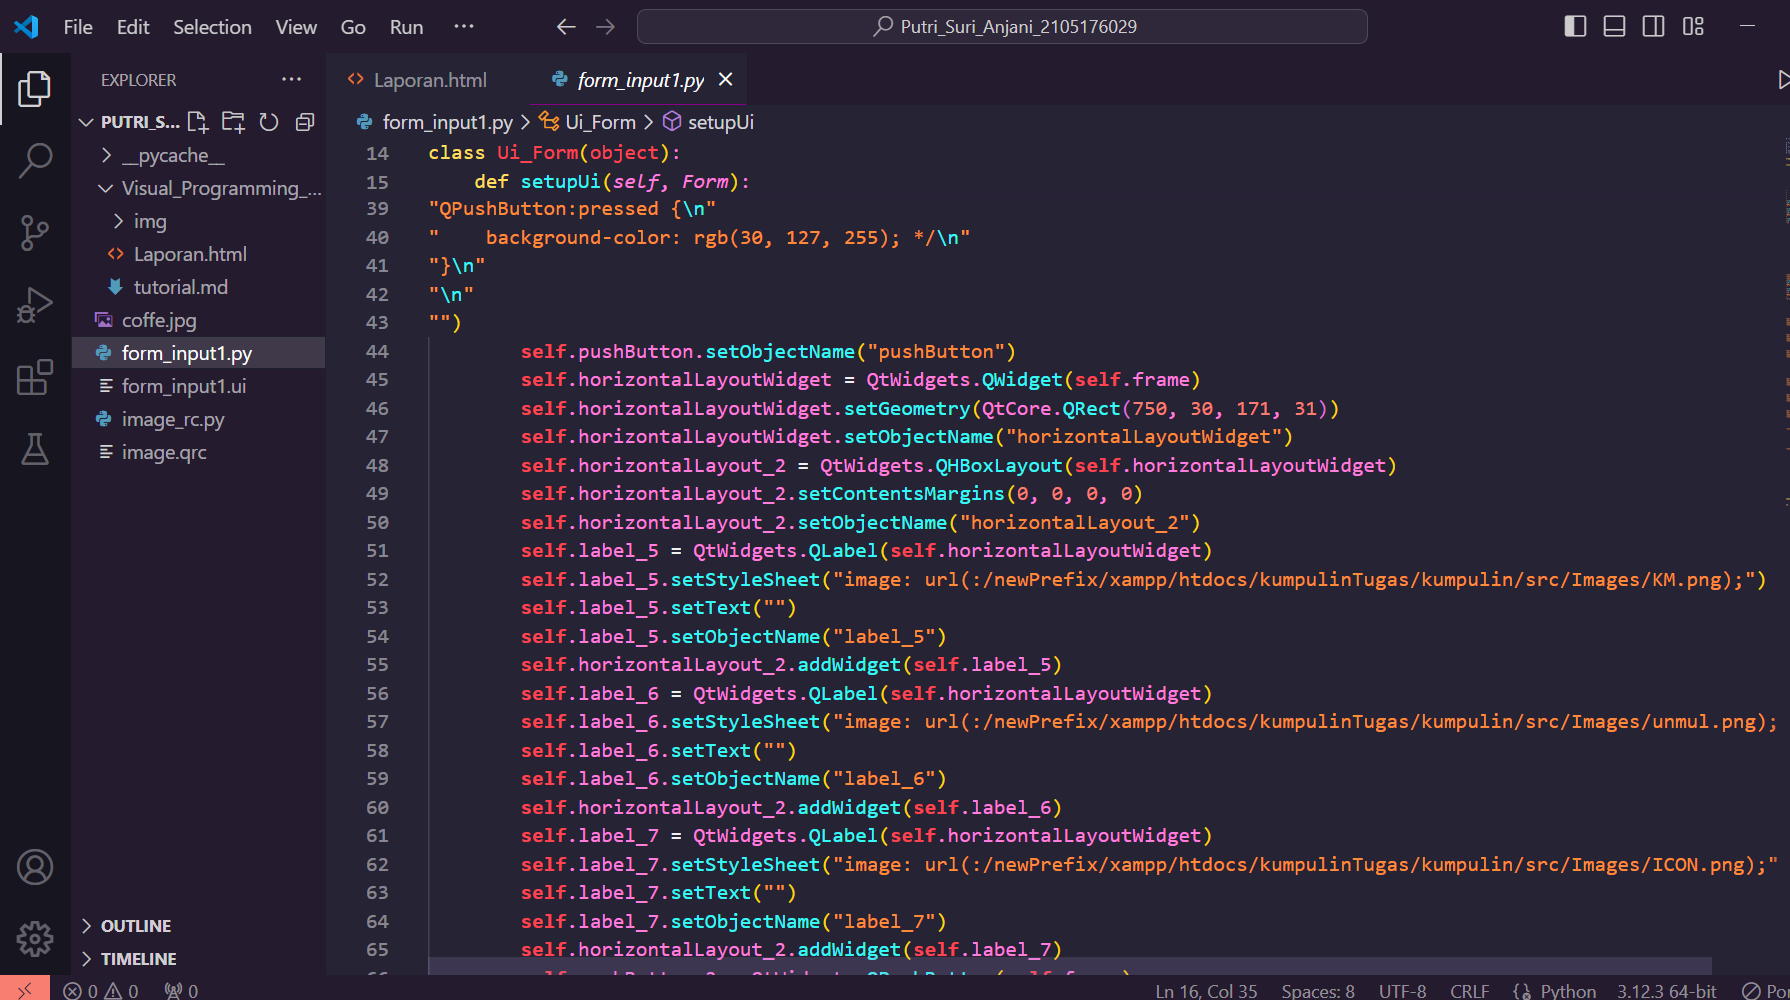 File Edit Selection View Go Run ··· Putri_Suri_Anjani_2105176029
EXPLORER ···
PUTRI_S...
__pycache__
Visual_Programming_...
img
Laporan.html
tutorial.md
coffe.jpg
form_input1.py
form_input1.ui
image_rc.py
image.qrc
OUTLINE
TIMELINE
Laporan.html form_input1.py
form_input1.py > Ui_Form > setupUi
14 class Ui_Form(object):
15     def setupUi(self, Form):
39 "QPushButton:pressed {\n"
40 "    background-color: rgb(30, 127, 255); */\n"
41 "}\n"
42 "\n"
43 "")
44         self.pushButton.setObjectName("pushButton")
45         self.horizontalLayoutWidget = QtWidgets.QWidget(self.frame)
46         self.horizontalLayoutWidget.setGeometry(QtCore.QRect(750, 30, 171, 31))
47         self.horizontalLayoutWidget.setObjectName("horizontalLayoutWidget")
48         self.horizontalLayout_2 = QtWidgets.QHBoxLayout(self.horizontalLayoutWidget)
49         self.horizontalLayout_2.setContentsMargins(0, 0, 0, 0)
50         self.horizontalLayout_2.setObjectName("horizontalLayout_2")
51         self.label_5 = QtWidgets.QLabel(self.horizontalLayoutWidget)
52         self.label_5.setStyleSheet("image: url(:/newPrefix/xampp/htdocs/kumpulinTugas/kumpulin/src/Images/KM.png);")
53         self.label_5.setText("")
54         self.label_5.setObjectName("label_5")
55         self.horizontalLayout_2.addWidget(self.label_5)
56         self.label_6 = QtWidgets.QLabel(self.horizontalLayoutWidget)
57         self.label_6.setStyleSheet("image: url(:/newPrefix/xampp/htdocs/kumpulinTugas/kumpulin/src/Images/unmul.png);
58         self.label_6.setText("")
59         self.label_6.setObjectName("label_6")
60         self.horizontalLayout_2.addWidget(self.label_6)
61         self.label_7 = QtWidgets.QLabel(self.horizontalLayoutWidget)
62         self.label_7.setStyleSheet("image: url(:/newPrefix/xampp/htdocs/kumpulinTugas/kumpulin/src/Images/ICON.png);"
63         self.label_7.setText("")
64         self.label_7.setObjectName("label_7")
65         self.horizontalLayout_2.addWidget(self.label_7)
0 0 0 Ln 16, Col 35 Spaces: 8 UTF-8 CRLF {} Python 3.12.3 64-bit